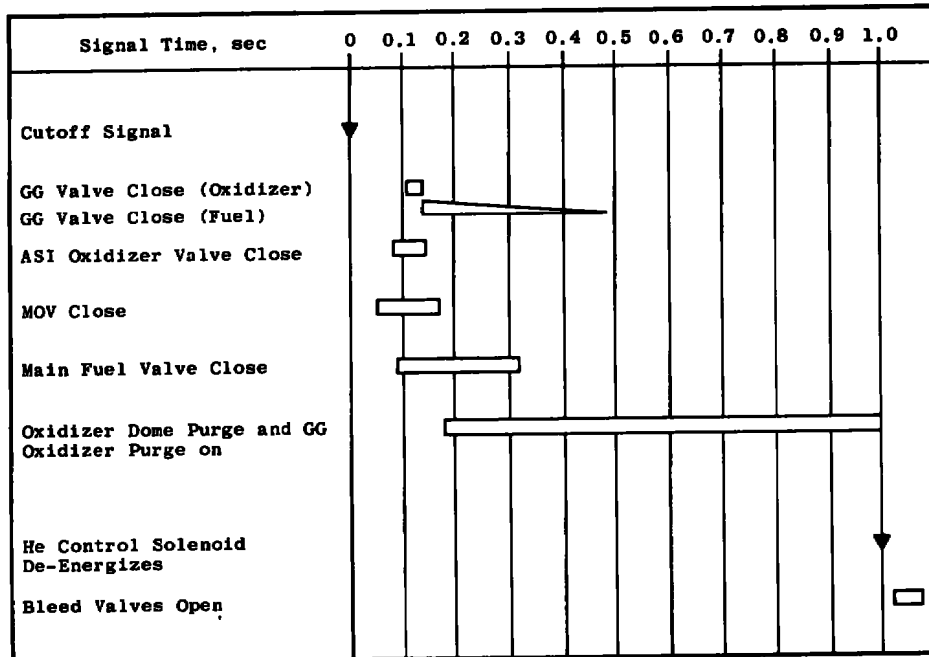 Signal Time, sec 0 0.1 0.2 0.3 0.4 0.5 0.6 0.7 0.8 0.9 1.0
Cutoff Signal
GG Valve Close (Oxidizer)
GG Valve Close (Fuel)
ASI Oxidizer Valve Close
MOV Close
Main Fuel Valve Close
Oxidizer Dome Purge and GG
Oxidizer Purge on
He Control Solenoid
De-Energizes
Bleed Valves Open